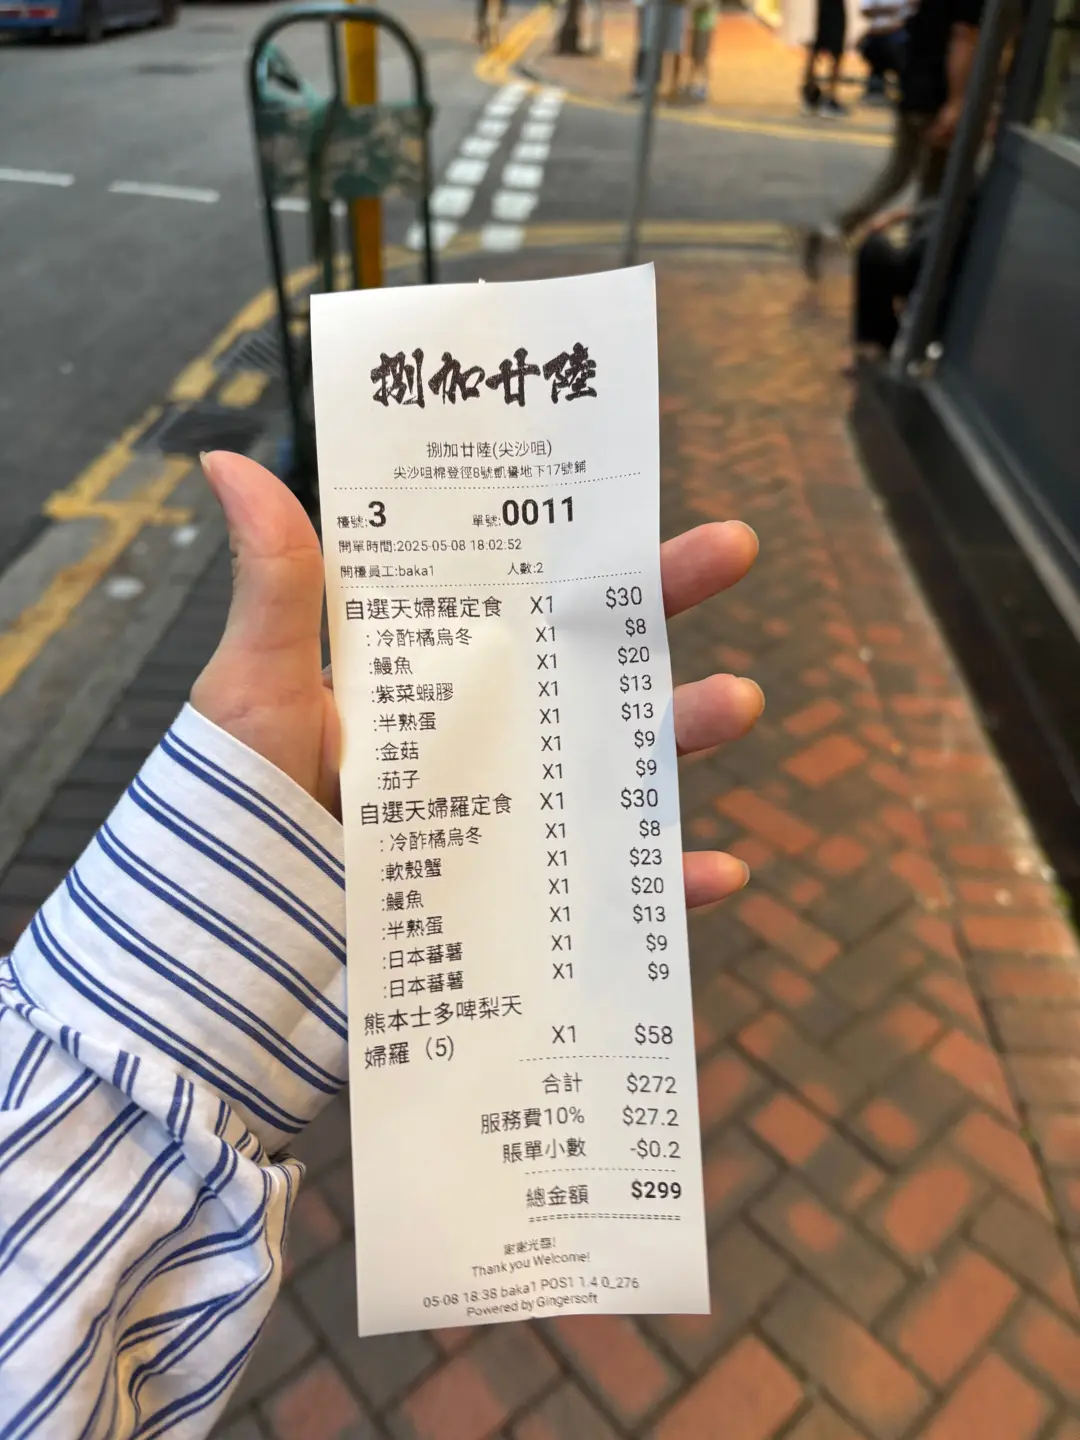 捌加廿陸
捌加廿陸(尖沙咀)
尖沙咀棉登徑8號凱譽地下17號鋪
檯號:3 單號:0011
開單時間:2025-05-08 18:02:52
開檯員工:baka1 人數:2
自選天婦羅定食 X1 $30
: 冷酢橘烏冬 X1 $8
:鰻魚 X1 $20
:紫菜蝦膠 X1 $13
:半熟蛋 X1 $13
:金菇 X1 $9
:茄子 X1 $9
自選天婦羅定食 X1 $30
: 冷酢橘烏冬 X1 $8
:軟殼蟹 X1 $23
:鰻魚 X1 $20
:半熟蛋 X1 $13
:日本蕃薯 X1 $9
:日本蕃薯 X1 $9
熊本士多啤梨天
婦羅（5） X1 $58
合計 $272
服務費10% $27.2
賬單小數 -$0.2
總金額 $299
謝謝光臨!
Thank you Welcome!
05-08 18:38 baka1 POS1 1.4.0_276
Powered by Gingersoft